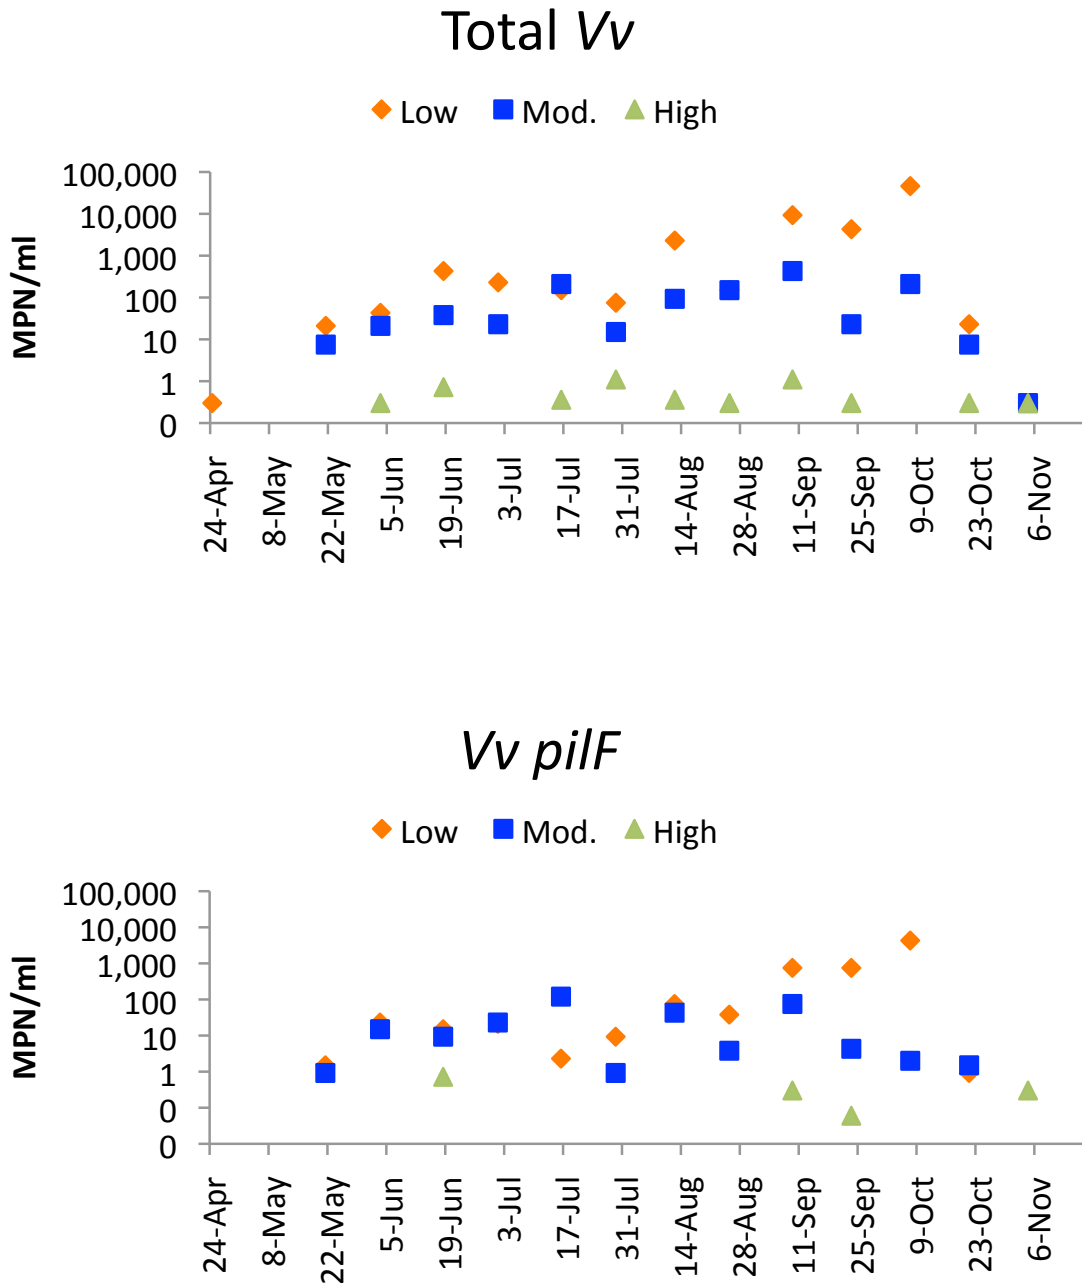 Total Vv
Low Mod. High
100,000
10,000
1,000
100
10
1
0
MPN/ml
24-Apr
8-May
22-May
5-Jun
19-Jun
3-Jul
17-Jul
31-Jul
14-Aug
28-Aug
11-Sep
25-Sep
9-Oct
23-Oct
6-Nov
Vv pilF
Low Mod. High
100,000
10,000
1,000
100
10
1
0
0
MPN/ml
24-Apr
8-May
22-May
5-Jun
19-Jun
3-Jul
17-Jul
31-Jul
14-Aug
28-Aug
11-Sep
25-Sep
9-Oct
23-Oct
6-Nov